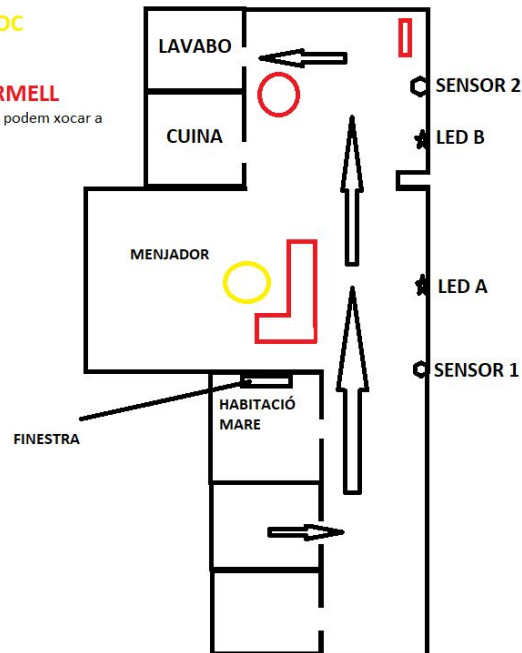 OC
RMELL
podem xocar a
LAVABO
SENSOR 2
CUINA
LED B
MENJADOR
LED A
SENSOR 1
HABITACIÓ
MARE
FINESTRA